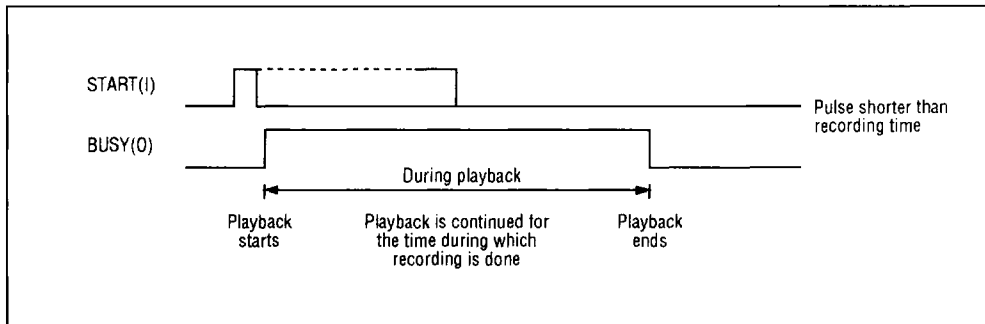 START(I)
Pulse shorter than
recording time
BUSY(O)
During playback
Playback
starts
Playback is continued for
the time during which
recording is done
Playback
ends